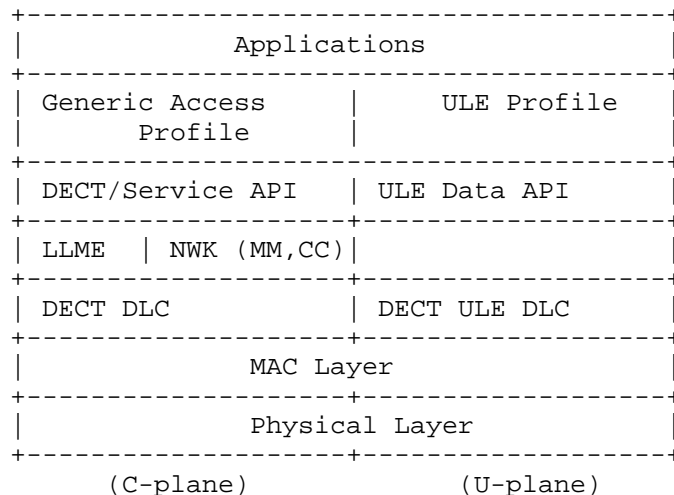 Applications
Generic Access | ULE Profile
Profile |
DECT/Service API | ULE Data API
LLME | NWK (MM,CC)|
DECT DLC | DECT ULE DLC
MAC Layer
Physical Layer
(C-plane) (U-plane)